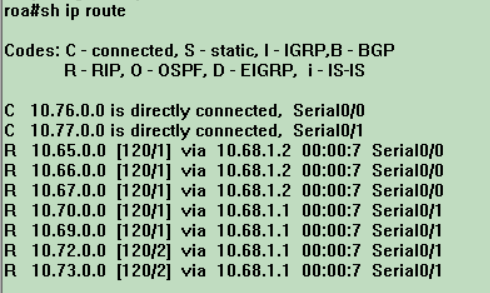 roa#sh ip route
Codes: C - connected, S - static, I - IGRP,B - BGP
R - RIP, O - OSPF, D - EIGRP, i - IS-IS
C 10.76.0.0 is directly connected, Serial0/0
C 10.77.0.0 is directly connected, Serial0/1
R 10.65.0.0 [120/1] via 10.68.1.2 00:00:7 Serial0/0
R 10.66.0.0 [120/1] via 10.68.1.2 00:00:7 Serial0/0
R 10.67.0.0 [120/1] via 10.68.1.2 00:00:7 Serial0/0
R 10.70.0.0 [120/1] via 10.68.1.1 00:00:7 Serial0/1
R 10.69.0.0 [120/1] via 10.68.1.1 00:00:7 Serial0/1
R 10.72.0.0 [120/2] via 10.68.1.1 00:00:7 Serial0/1
R 10.73.0.0 [120/2] via 10.68.1.1 00:00:7 Serial0/1